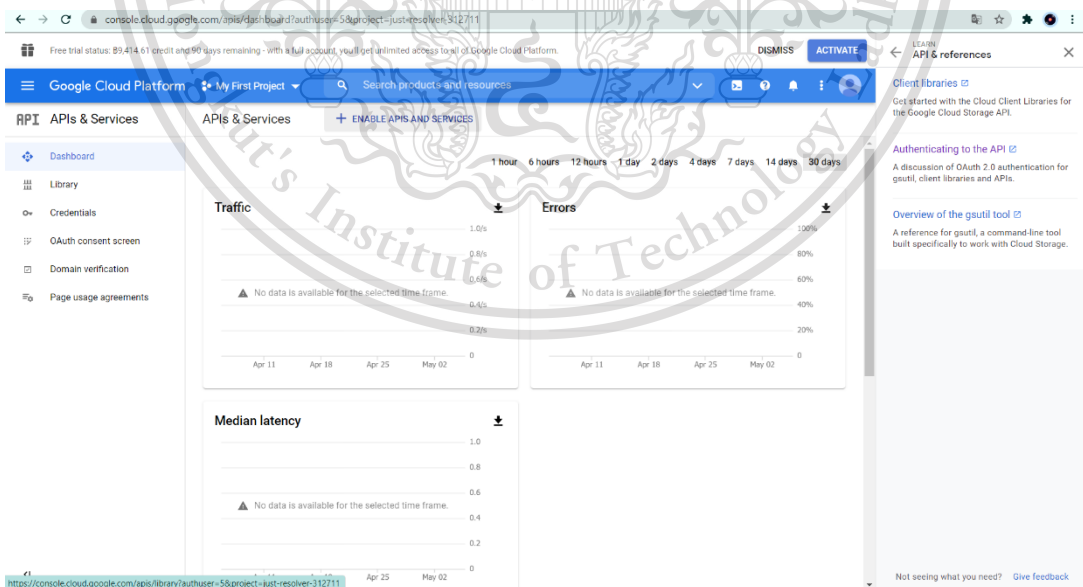 console.cloud.google.com/apis/dashboard?authuser=5&project=just-resolver-312711
Free trial status: ฿9,414.61 credit and 90 days remaining - with a full account, you'll get unlimited access to all of Google Cloud Platform.
DISMISS
ACTIVATE
LEARN
API & references
Google Cloud Platform
My First Project
Search products and resources
API APIs & Services
APIs & Services
+ ENABLE APIS AND SERVICES
Dashboard
Library
Credentials
OAuth consent screen
Domain verification
Page usage agreements
1 hour 6 hours 12 hours 1 day 2 days 4 days 7 days 14 days 30 days
Traffic
1.0/s
0.8/s
0.6/s
0.4/s
0.2/s
0
No data is available for the selected time frame.
Apr 11 Apr 18 Apr 25 May 02
Errors
100%
80%
60%
40%
20%
0
No data is available for the selected time frame.
Apr 11 Apr 18 Apr 25 May 02
Median latency
1.0
0.8
0.6
0.4
0.2
0
No data is available for the selected time frame.
Apr 25 May 02
Client libraries
Get started with the Cloud Client Libraries for
the Google Cloud Storage API.
Authenticating to the API
A discussion of OAuth 2.0 authentication for
gsutil, client libraries and APIs.
Overview of the gsutil tool
A reference for gsutil, a command-line tool
built specifically to work with Cloud Storage.
Not seeing what you need? Give feedback
https://console.cloud.google.com/apis/library?authuser=5&project=just-resolver-312711
ut's Institute of Technolog